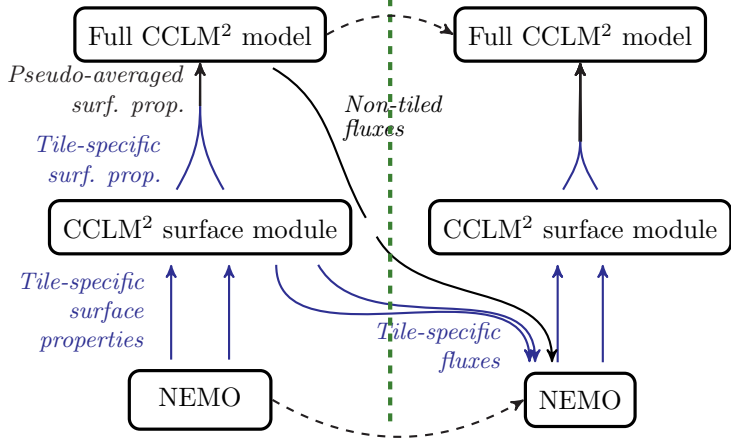 Full CCLM² model
Full CCLM² model
Pseudo-averaged
surf. prop.
Non-tiled
fluxes
Tile-specific
surf. prop.
CCLM² surface module
CCLM² surface module
Tile-specific
surface
properties
Tile-specific
fluxes
NEMO
NEMO